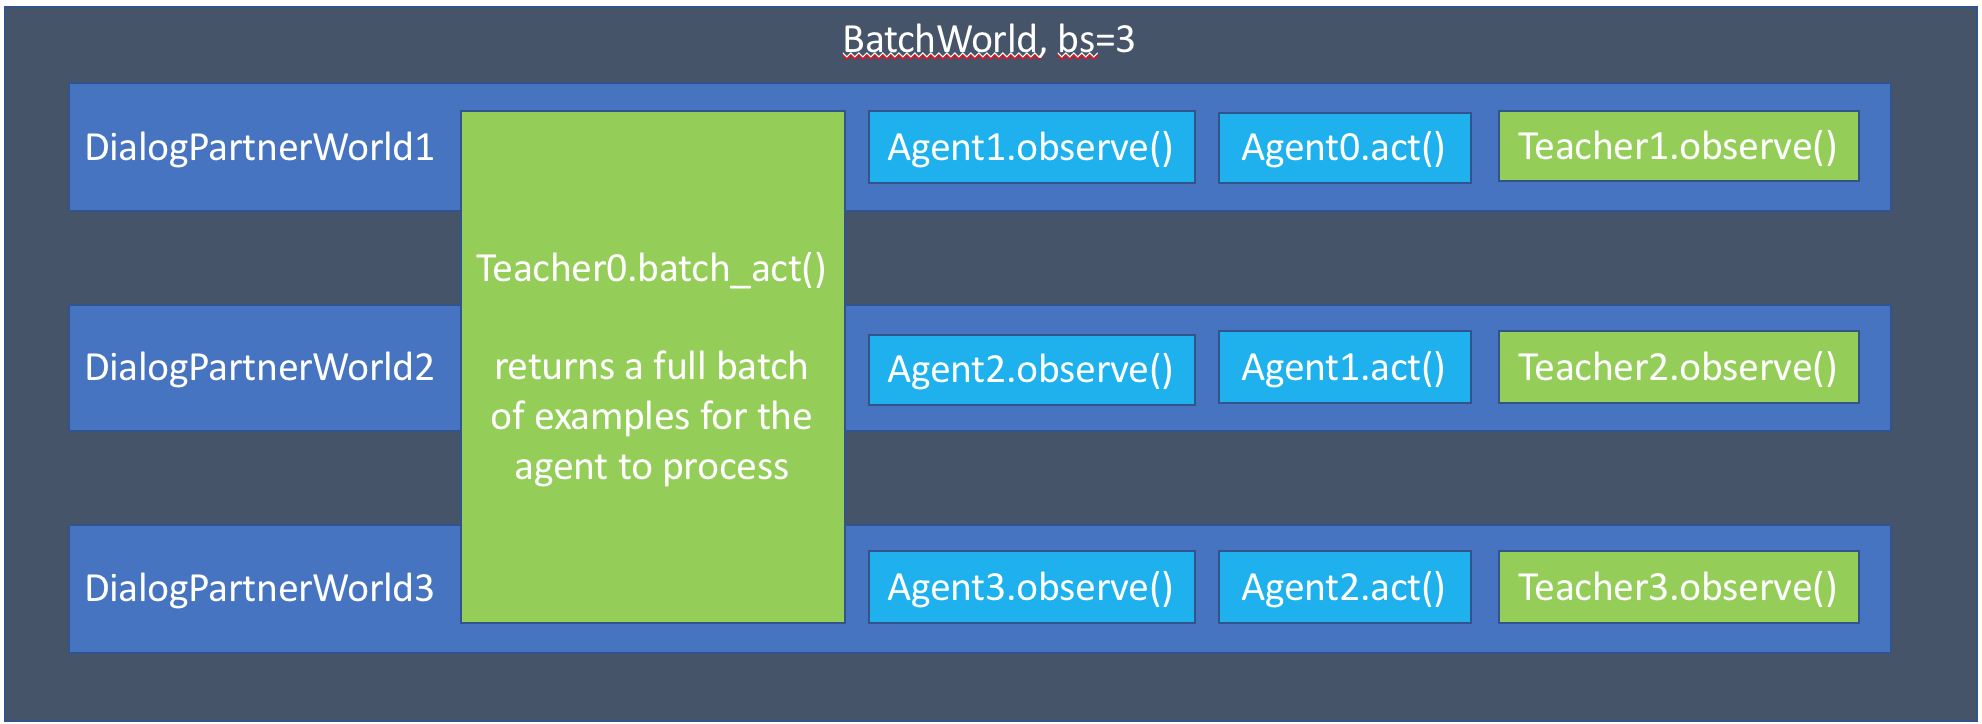 BatchWorld, bs=3
DialogPartnerWorld1
Agent1.observe()
Agent0.act()
Teacher1.observe()
Teacher0.batch_act()
returns a full batch
of examples for the
agent to process
DialogPartnerWorld2
Agent2.observe()
Agent1.act()
Teacher2.observe()
DialogPartnerWorld3
Agent3.observe()
Agent2.act()
Teacher3.observe()